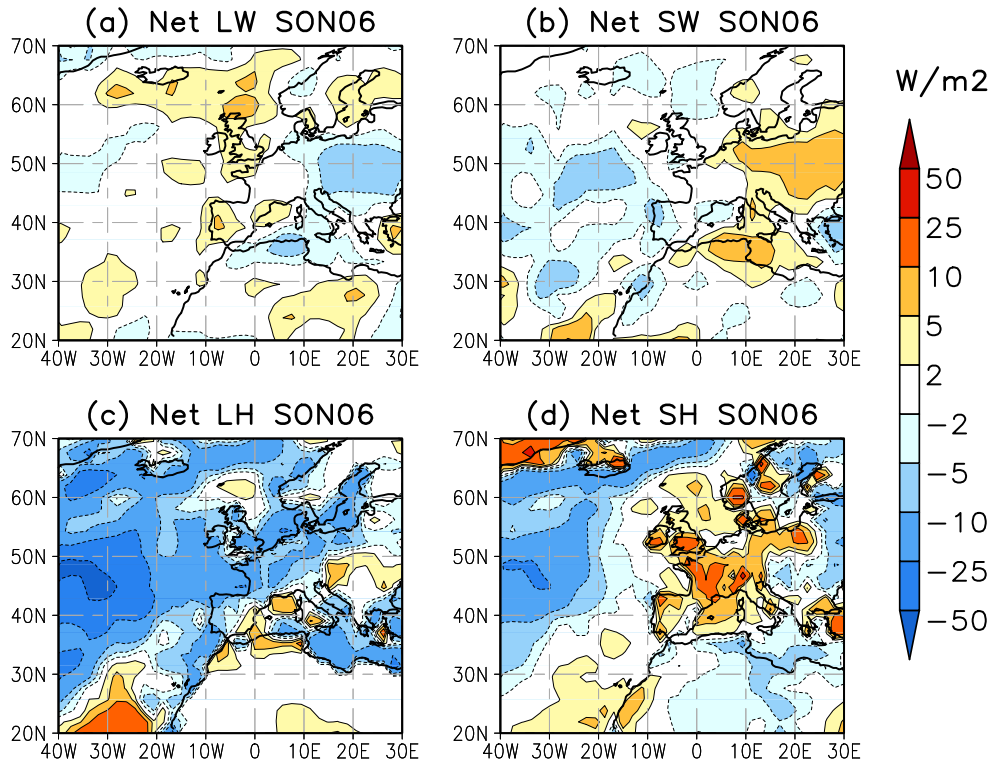 (a) Net LW SON06
(b) Net SW SON06
70N
60N
50N
40N
30N
20N
40W 30W 20W 10W 0 10E 20E 30E
70N
60N
50N
40N
30N
20N
40W 30W 20W 10W 0 10E 20E 30E
W/m2
50
25
10
5
2
−2
−5
−10
−25
−50
(c) Net LH SON06
(d) Net SH SON06
70N
60N
50N
40N
30N
20N
40W 30W 20W 10W 0 10E 20E 30E
70N
60N
50N
40N
30N
20N
40W 30W 20W 10W 0 10E 20E 30E